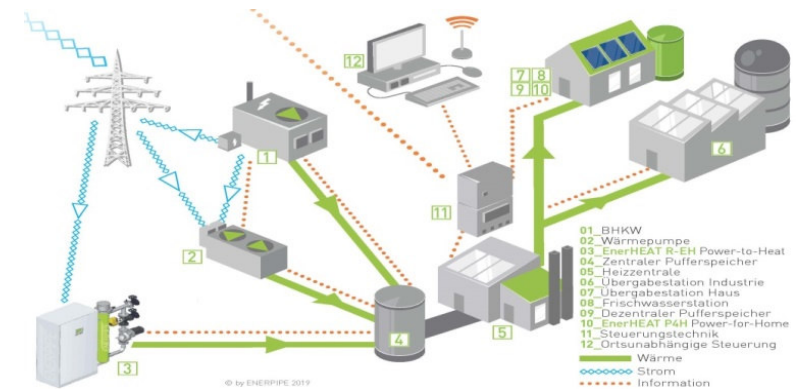 12
7 8
9 10
1
6
11
2
4
5
3
01_BHKW
02_Wärmepumpe
03_EnerHEAT R-EH Power-to-Heat
04_Zentraler Pufferspeicher
05_Heizzentrale
06_Übergabestation Industrie
07_Übergabestation Haus
08_Frischwasserstation
09_Dezentraler Pufferspeicher
10_EnerHEAT P4H Power-for-Home
11_Steuerungstechnik
12_Ortsunabhängige Steuerung
Wärme
Strom
Information
© by ENERPIPE 2019